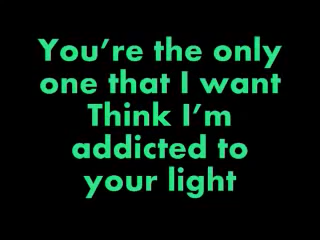 You're the only
one that I want
Think I'm
addicted to
your light